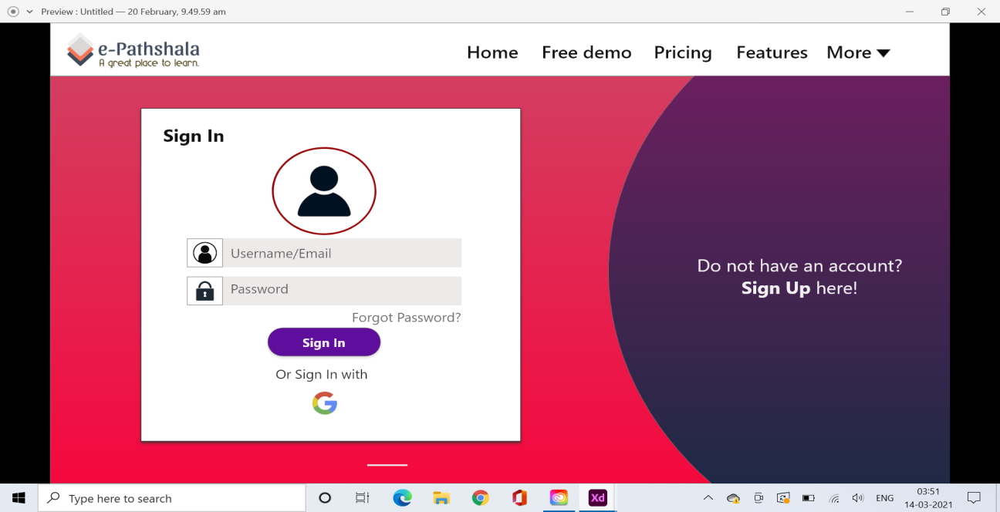 Preview : Untitled — 20 February, 9.49.59 am
e-Pathshala
A great place to learn.
Home Free demo Pricing Features More
Sign In
Username/Email
Password
Forgot Password?
Sign In
Or Sign In with
Do not have an account?
Sign Up here!
Type here to search
Xd
ENG
03:51
14-03-2021